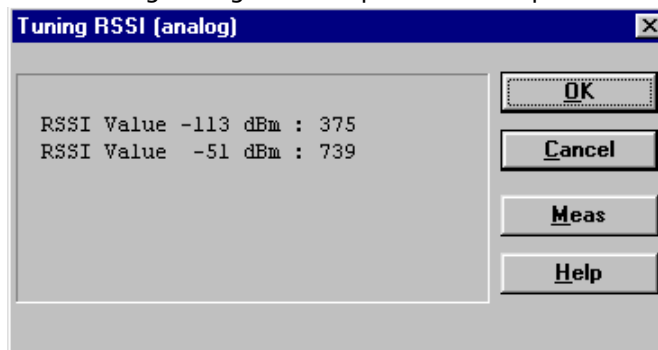 Tuning RSSI (analog)
OK
RSSI Value -113 dBm : 375
RSSI Value -51 dBm : 739
Cancel
Meas
Help